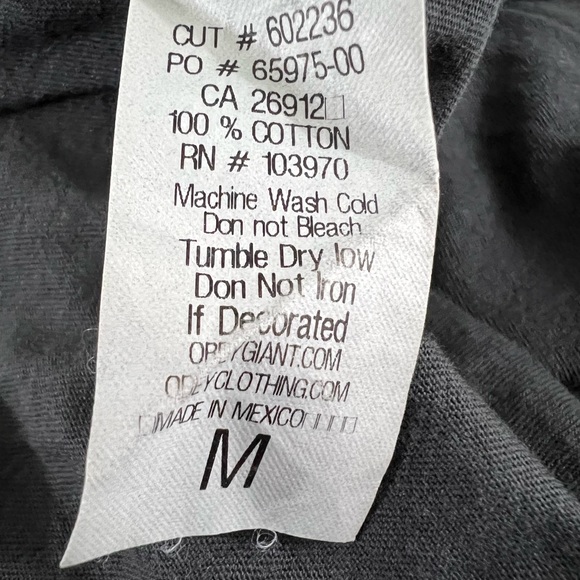 CUT # 602236
PO # 65975-00
CA 26912□
100 % COTTON
RN # 103970
Machine Wash Cold
Don not Bleach
Tumble Dry low
Don Not Iron
If Decorated
OBEYGIANT.COM
OBEYCLOTHING.COM
□MADE IN MEXICO□□□□
M